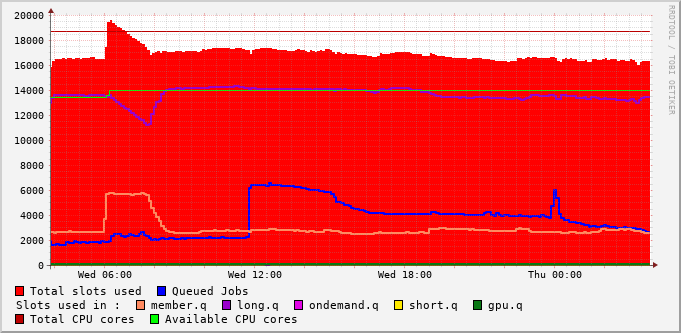 20000
18000
16000
14000
12000
10000
8000
6000
4000
2000
0
Wed 06:00 Wed 12:00 Wed 18:00 Thu 00:00
RRDTOOL / TOBI OETIKER
Total slots used Queued Jobs
Slots used in : member.q long.q ondemand.q short.q gpu.q
Total CPU cores Available CPU cores